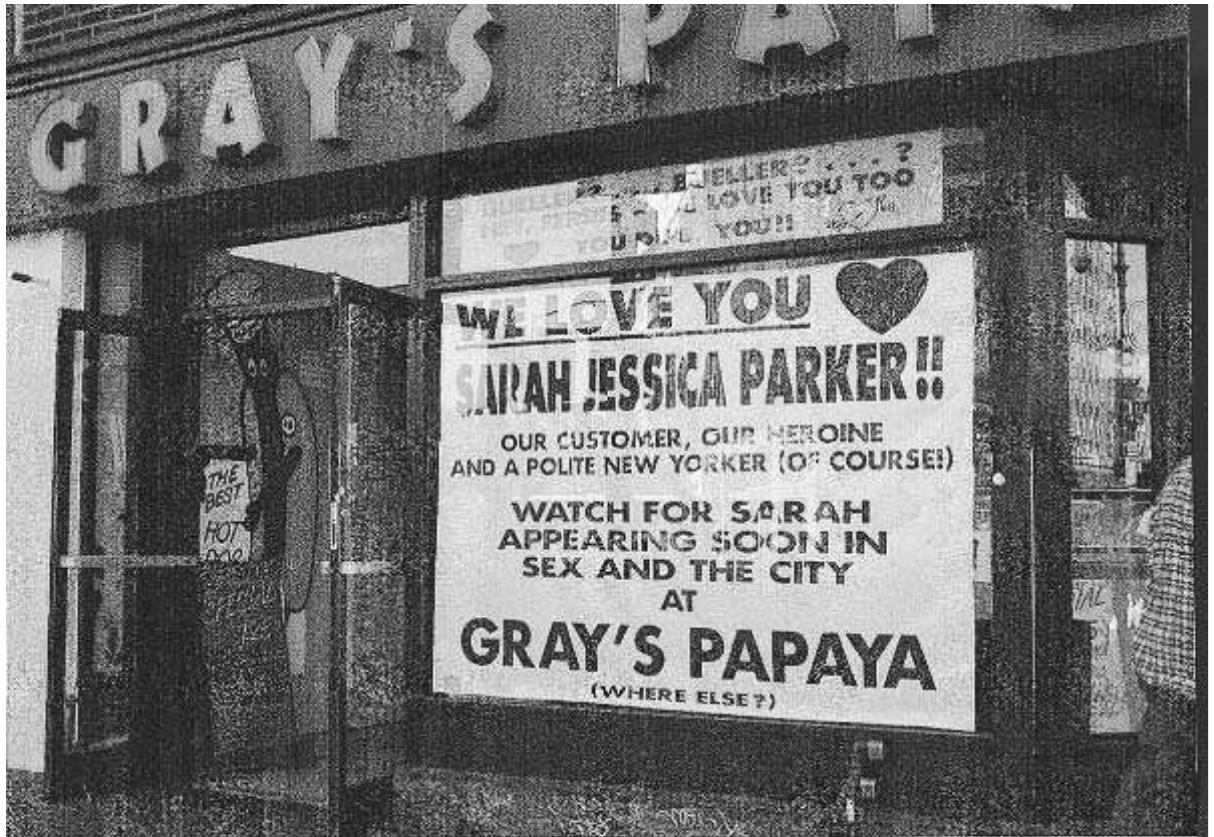 GRAY'S PAP
LOVE YOU TOO
YOU!!
WE LOVE YOU
SARAH JESSICA PARKER!!
OUR CUSTOMER, OUR HEROINE
AND A POLITE NEW YORKER (OF COURSE!)
WATCH FOR SARAH
APPEARING SOON IN
SEX AND THE CITY
AT
GRAY'S PAPAYA
(WHERE ELSE?)
THE
BEST
HOT
DOG